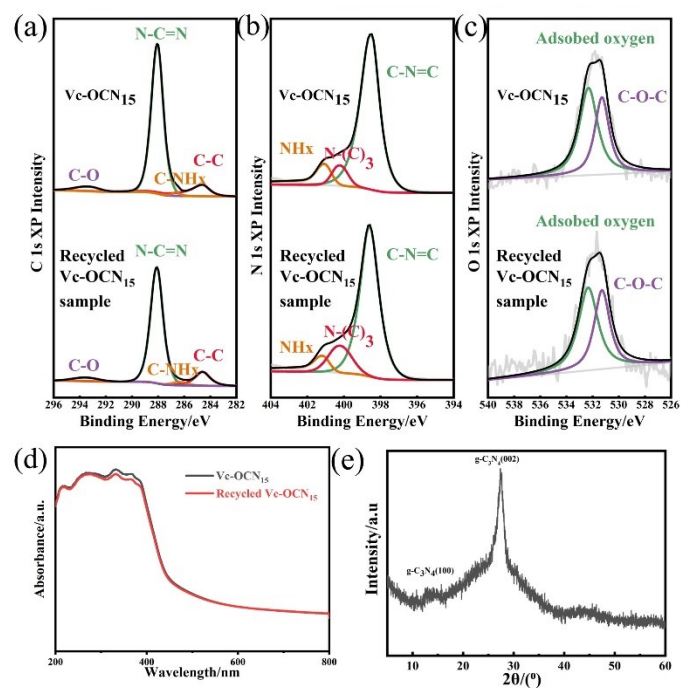 (a)
N-C=N
Vc-OCN15
C-O
C-C
C-NHx
N-C=N
Recycled
Vc-OCN15
sample
C-O
C-C
C-NHx
C 1s XP Intensity
296 294 292 290 288 286 284 282
Binding Energy/eV
(b)
C-N=C
Vc-OCN15
NHx
N-(C)3
C-N=C
Recycled
Vc-OCN15
sample
NHx
N-(C)3
N 1s XP Intensity
404 402 400 398 396 394
Binding Energy/eV
(c)
Adsobed oxygen
Vc-OCN15
C-O-C
Adsobed oxygen
Recycled
Vc-OCN15
sample
C-O-C
O 1s XP Intensity
540 538 536 534 532 530 528 526
Binding Energy/eV
(d)
Vc-OCN15
Recycled Vc-OCN15
Absorbance/a.u.
200 400 600 800
Wavelength/nm
(e)
g-C3N4(002)
g-C3N4(100)
Intensity/a.u
10 20 30 40 50 60
2θ/(º)